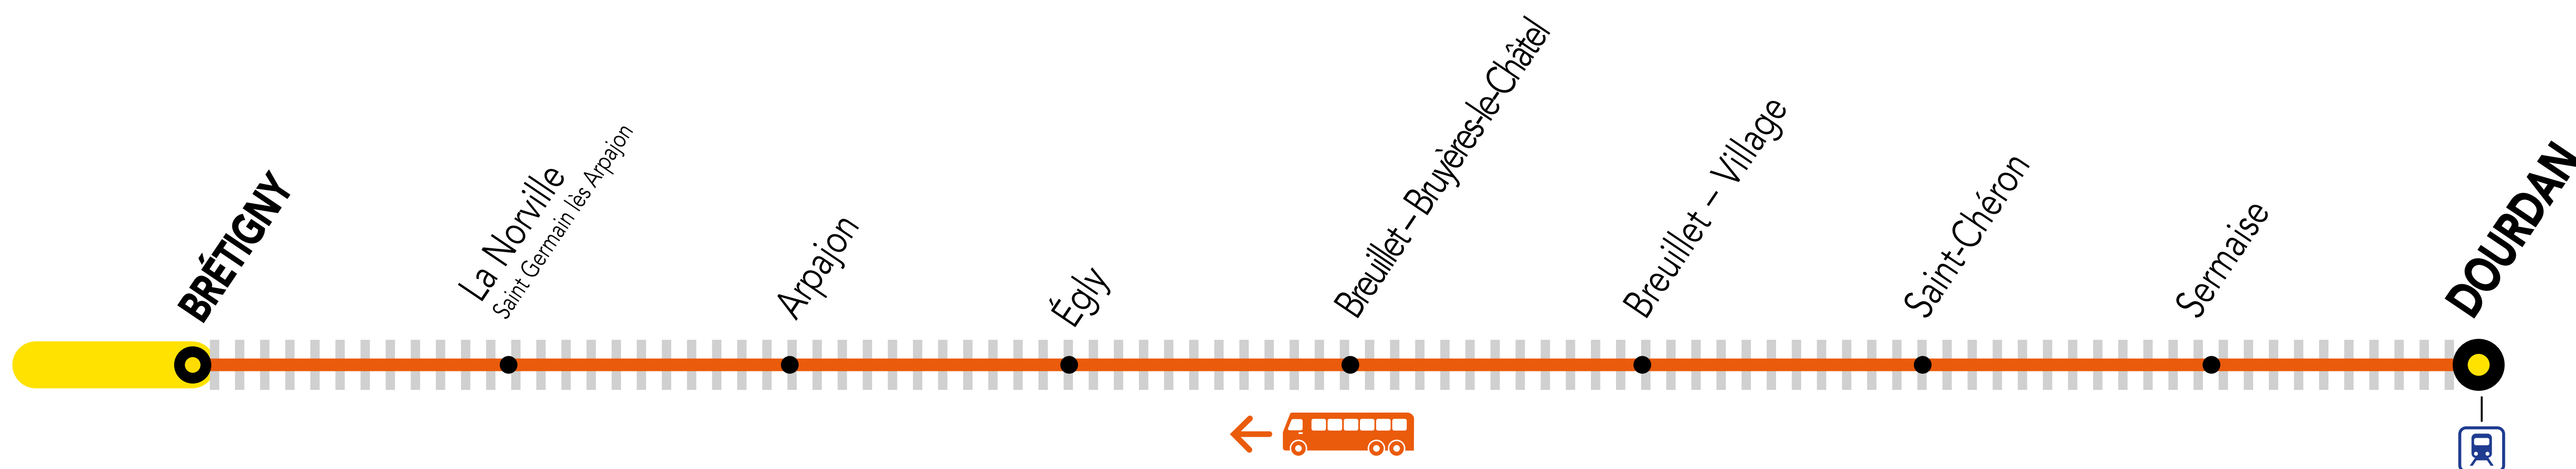 BRÉTIGNY
La Norville
Saint Germain lès Arpajon
Arpajon
Égly
Breuillet – Bruyères-le-Châtel
Breuillet – Village
Saint-Chéron
Sermaise
DOURDAN